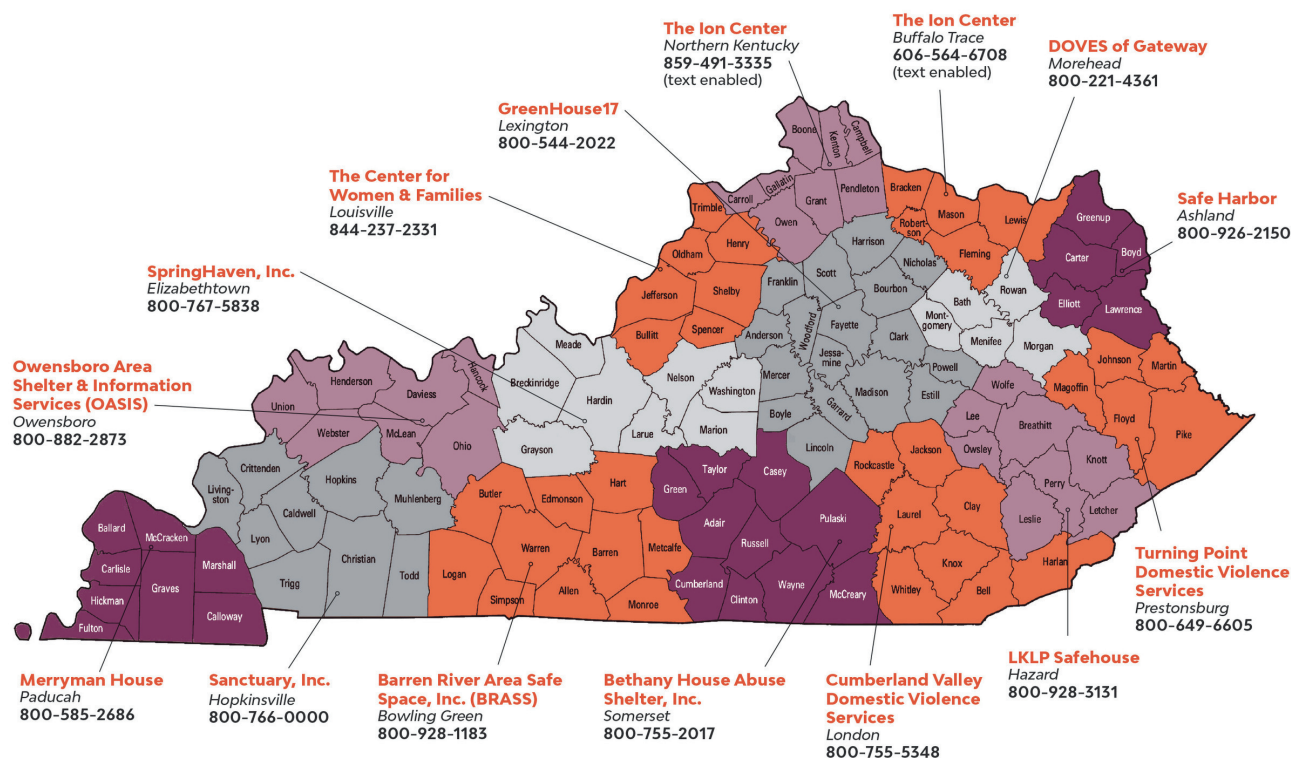 The Ion Center
Northern Kentucky
859-491-3335
(text enabled)
The Ion Center
Buffalo Trace
606-564-6708
(text enabled)
DOVES of Gateway
Morehead
800-221-4361
GreenHouse17
Lexington
800-544-2022
The Center for
Women & Families
Louisville
844-237-2331
Safe Harbor
Ashland
800-926-2150
SpringHaven, Inc.
Elizabethtown
800-767-5838
Owensboro Area
Shelter & Information
Services (OASIS)
Owensboro
800-882-2873
Boone
Kenton
Campbell
Gallatin
Carroll
Grant
Pendleton
Owen
Bracken
Mason
Robert-
son
Lewis
Fleming
Greenup
Carter
Boyd
Elliott
Lawrence
Trimble
Henry
Oldham
Jefferson
Shelby
Bullitt
Spencer
Harrison
Scott
Nicholas
Franklin
Bourbon
Woodford
Fayette
Anderson
Clark
Jessa-
mine
Mercer
Madison
Powell
Estill
Boyle
Garrard
Lincoln
Rowan
Bath
Mont-
gomery
Menifee
Morgan
Johnson
Martin
Magoffin
Floyd
Pike
Wolfe
Lee
Breathitt
Owsley
Knott
Perry
Leslie
Letcher
Meade
Breckinridge
Hardin
Nelson
Washington
Larue
Marion
Grayson
Hancock
Henderson
Daviess
Union
Webster
McLean
Ohio
Crittenden
Hopkins
Living-
ston
Muhlenberg
Caldwell
Lyon
Christian
Trigg
Todd
Butler
Edmonson
Hart
Warren
Barren
Metcalfe
Logan
Simpson
Allen
Monroe
Taylor
Casey
Green
Adair
Pulaski
Russell
Cumberland
Wayne
Clinton
McCreary
Rockcastle
Jackson
Laurel
Clay
Knox
Whitley
Bell
Harlan
Ballard
McCracken
Carlisle
Marshall
Graves
Hickman
Calloway
Fulton
Turning Point
Domestic Violence
Services
Prestonsburg
800-649-6605
LKLP Safehouse
Hazard
800-928-3131
Merryman House
Paducah
800-585-2686
Sanctuary, Inc.
Hopkinsville
800-766-0000
Barren River Area Safe
Space, Inc. (BRASS)
Bowling Green
800-928-1183
Bethany House Abuse
Shelter, Inc.
Somerset
800-755-2017
Cumberland Valley
Domestic Violence
Services
London
800-755-5348